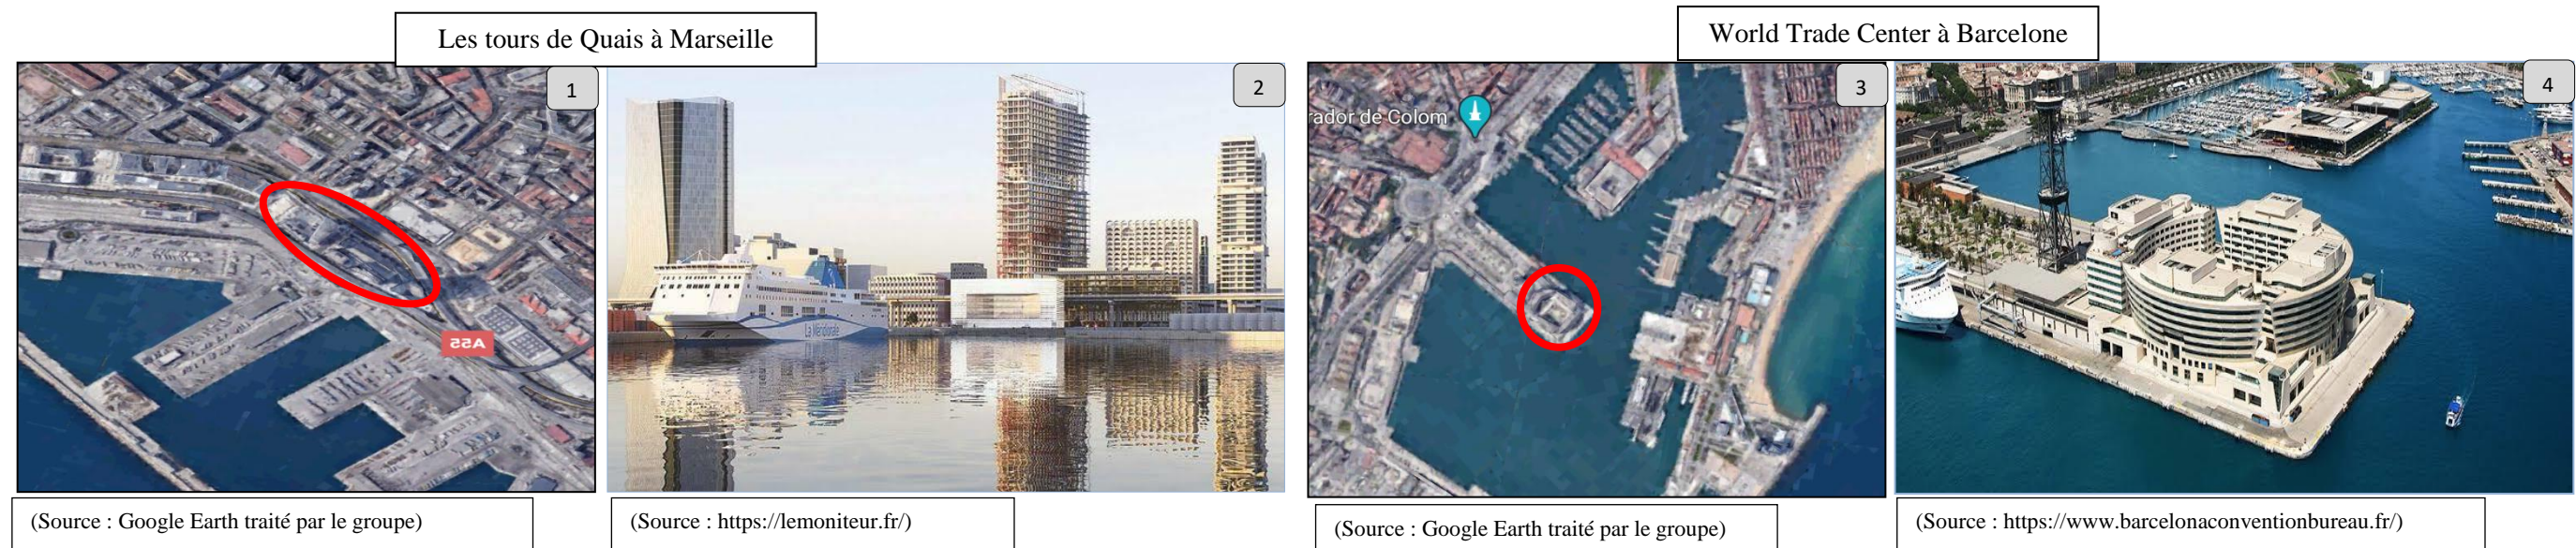 Les tours de Quais à Marseille
World Trade Center à Barcelone
1
2
3
4
rador de Colom
A55
La Méridionale
(Source : Google Earth traité par le groupe)
(Source : https://lemoniteur.fr/)
(Source : Google Earth traité par le groupe)
(Source : https://www.barcelonaconventionbureau.fr/)